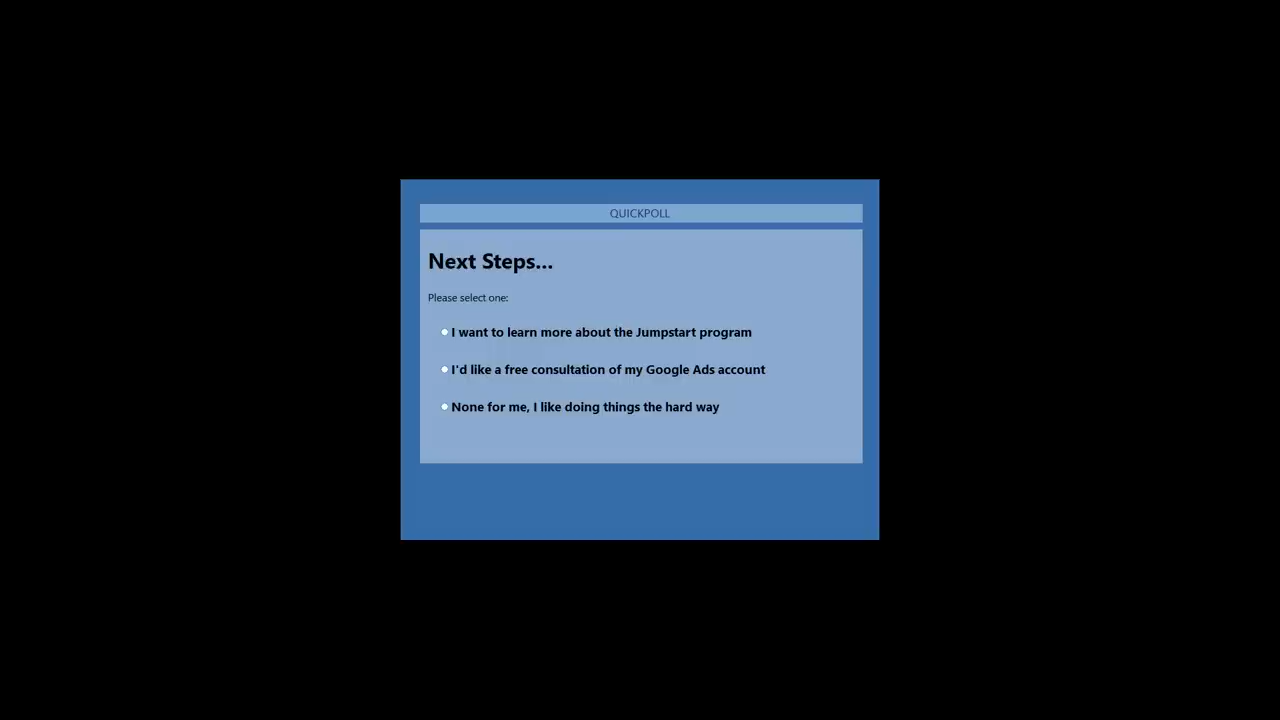 QUICKPOLL
Next Steps...
Please select one:
I want to learn more about the Jumpstart program
I'd like a free consultation of my Google Ads account
None for me, I like doing things the hard way